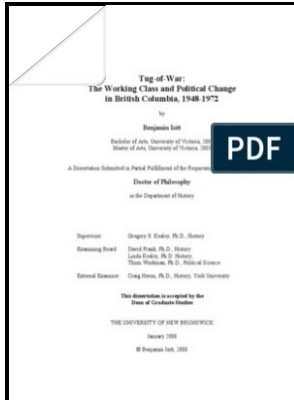 Tug-of-War:
The Working Class and Political Change
in British Columbia, 1948-1972
by
Benjamin Isitt
Bachelor of Arts, University of Victoria, 200
Master of Arts, University of Victoria, 200
PDF
A Dissertation Submitted in Partial Fulfillment of the Requirement
Doctor of Philosophy
in the Department of History
Supervisor: Gregory S. Kealey, Ph.D., History
Examining Board: David Frank, Ph.D., History
Linda Kealey, Ph.D. History,
Thom Workman, Ph.D., Political Science
External Examiner: Craig Heron, Ph.D., History, York University
This dissertation is accepted by the
Dean of Graduate Studies
THE UNIVERSITY OF NEW BRUNSWICK
January 2008
© Benjamin Isitt, 2008